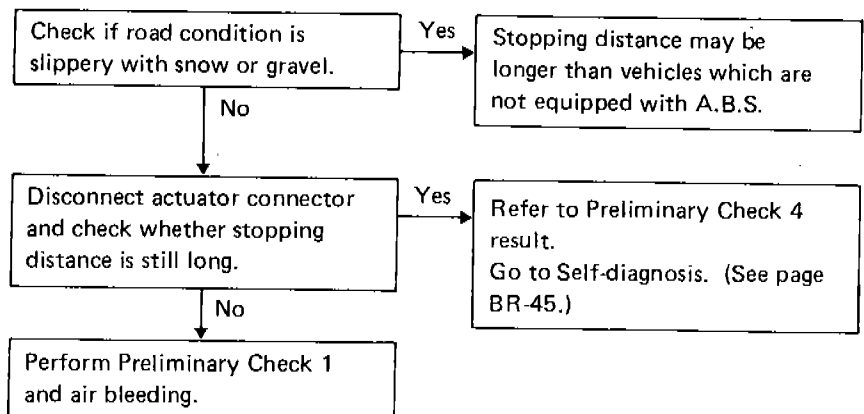 Check if road condition is
slippery with snow or gravel.
Yes
Stopping distance may be
longer than vehicles which are
not equipped with A.B.S.
No
Disconnect actuator connector
and check whether stopping
distance is still long.
Yes
Refer to Preliminary Check 4
result.
Go to Self-diagnosis. (See page
BR-45.)
No
Perform Preliminary Check 1
and air bleeding.